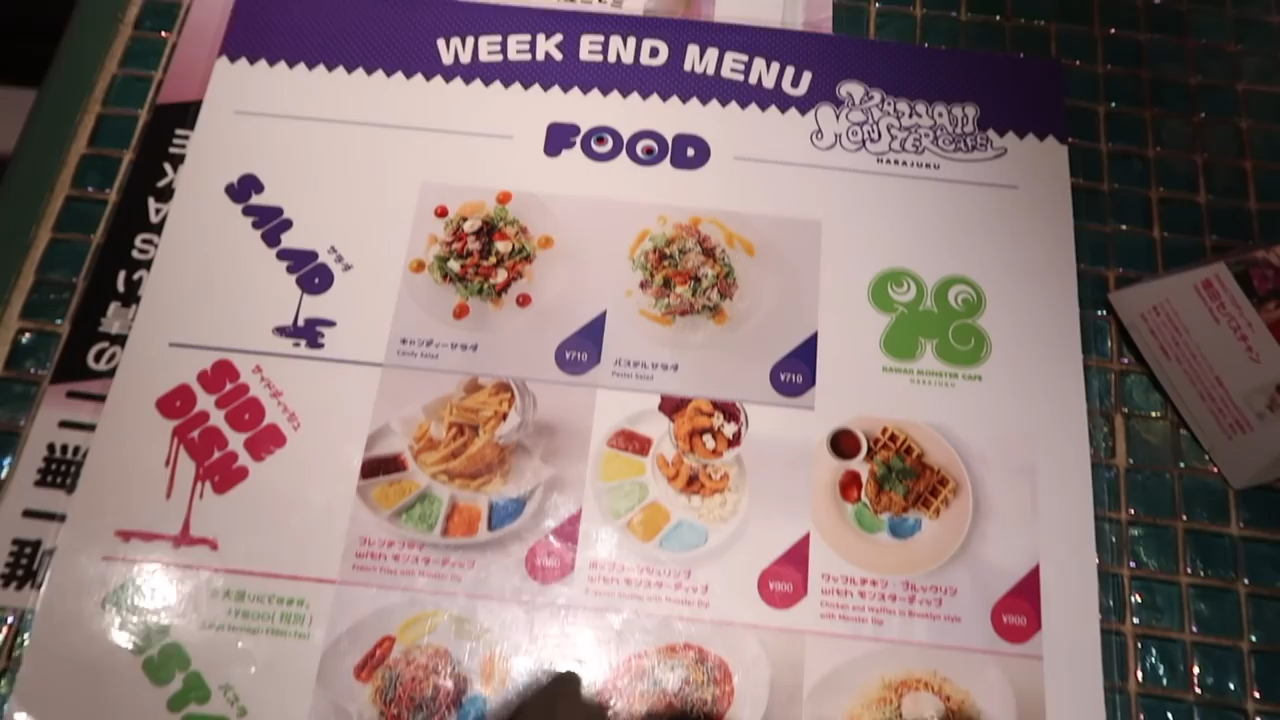 WEEK END MENU
KAWAII
MONSTER CAFE
HARAJUKU
FOOD
SALAD
サラダ
キャンディーサラダ
Candy Salad
¥710
パステルサラダ
Pastel Salad
¥710
KAWAII MONSTER CAFE
HARAJUKU
SIDE
DISH
サイドディッシュ
フレンチフライ
with モンスターディップ
French Fries with Monster Dip
ポップコーンシュリンプ
with モンスターディップ
Popcorn Shrimp with Monster Dip
¥900
ワッフルチキン・ブルックリン
with モンスターディップ
Chicken and Waffles in Brooklyn style
with Monster Dip
¥900
※大盛りにできます。
+¥500(税別)
パスタ